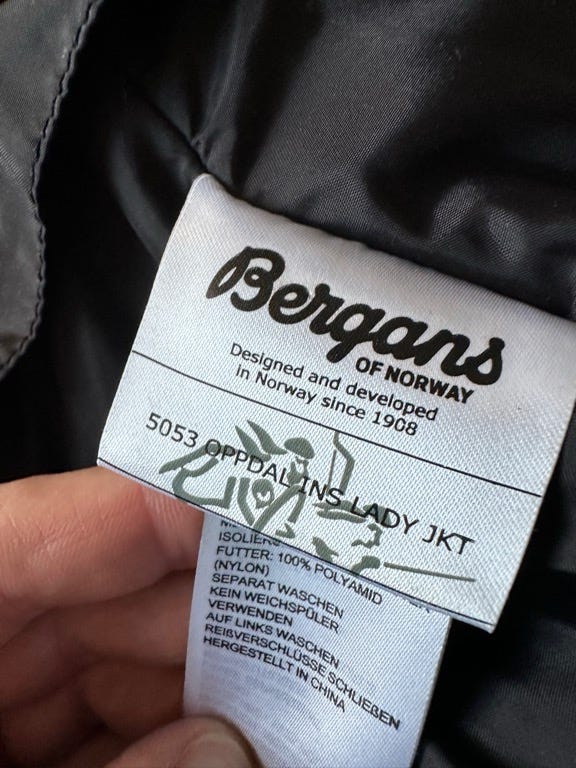 Bergans
OF NORWAY
Designed and developed
in Norway since 1908
5053 OPPDAL INS LADY JKT
FUTTER: 100% POLYAMID
(NYLON)
SEPARAT WASCHEN
KEIN WEICHSPÜLER
VERWENDEN
AUF LINKS WASCHEN
REIßVERSCHLÜSSE SCHLIEßEN
HERGESTELLT IN CHINA